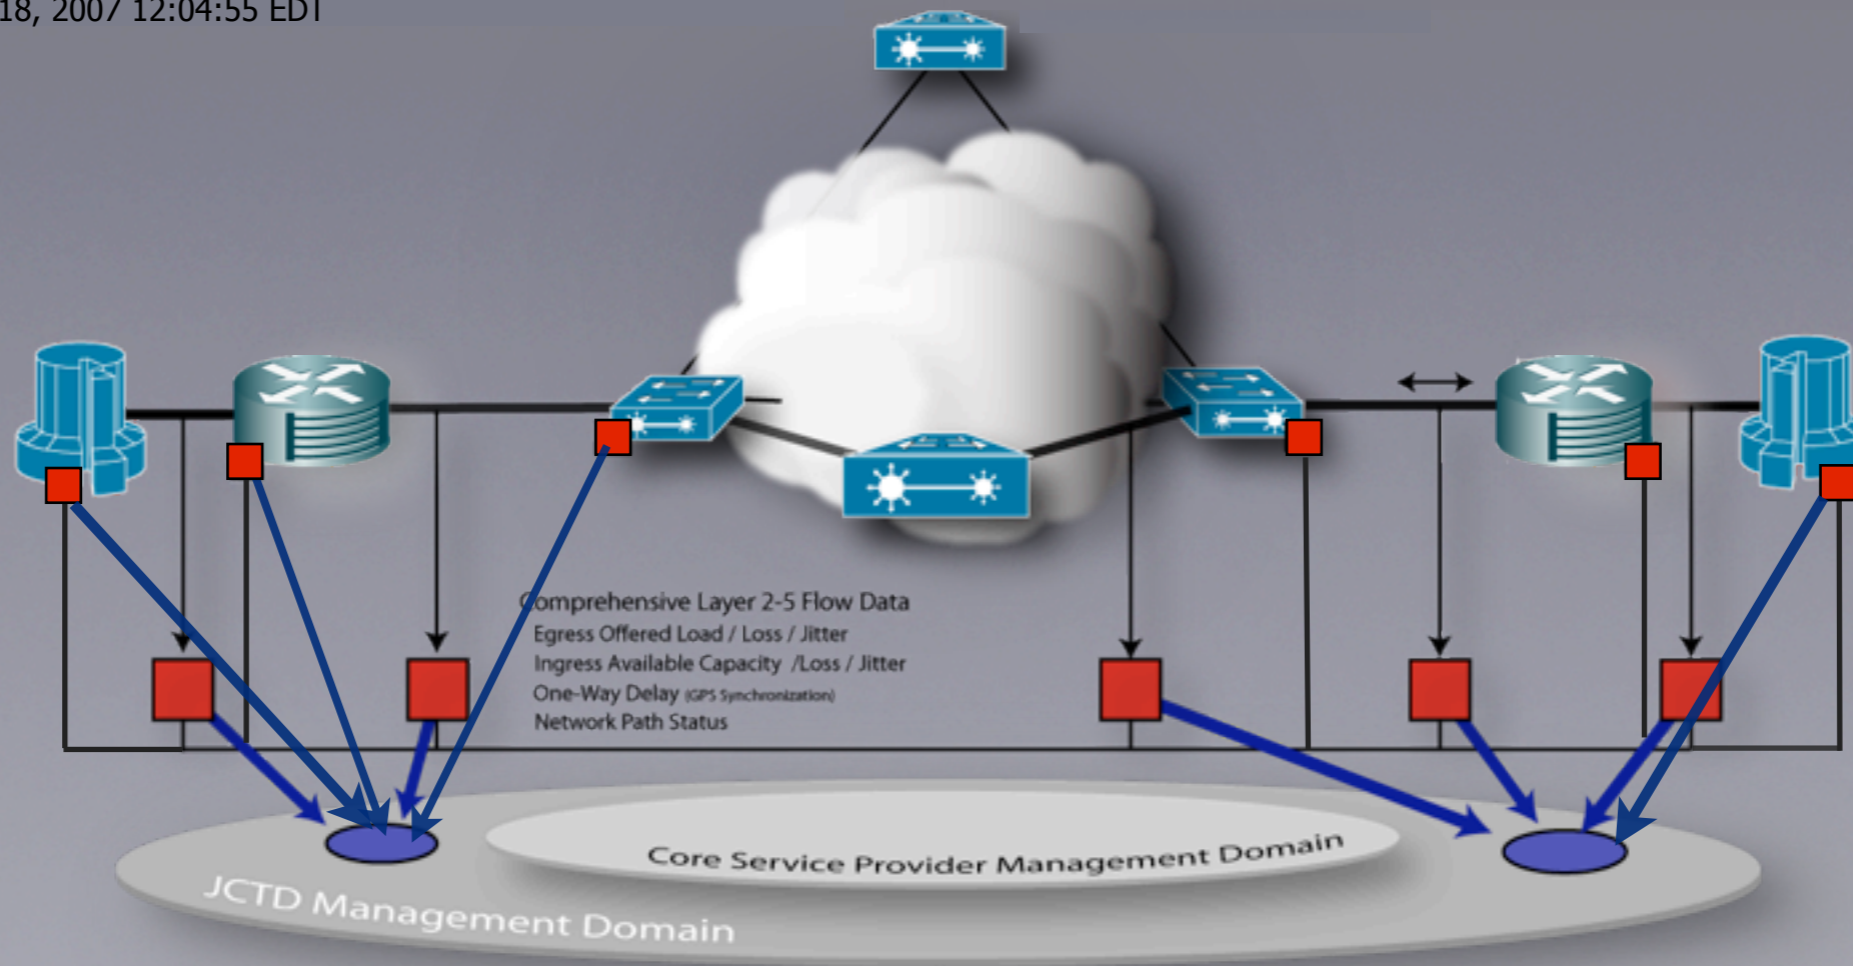 18, 2007 12:04:55 EDT
Comprehensive Layer 2-5 Flow Data
Egress Offered Load / Loss / Jitter
Ingress Available Capacity /Loss / Jitter
One-Way Delay (GPS Synchronization)
Network Path Status
Core Service Provider Management Domain
JCTD Management Domain